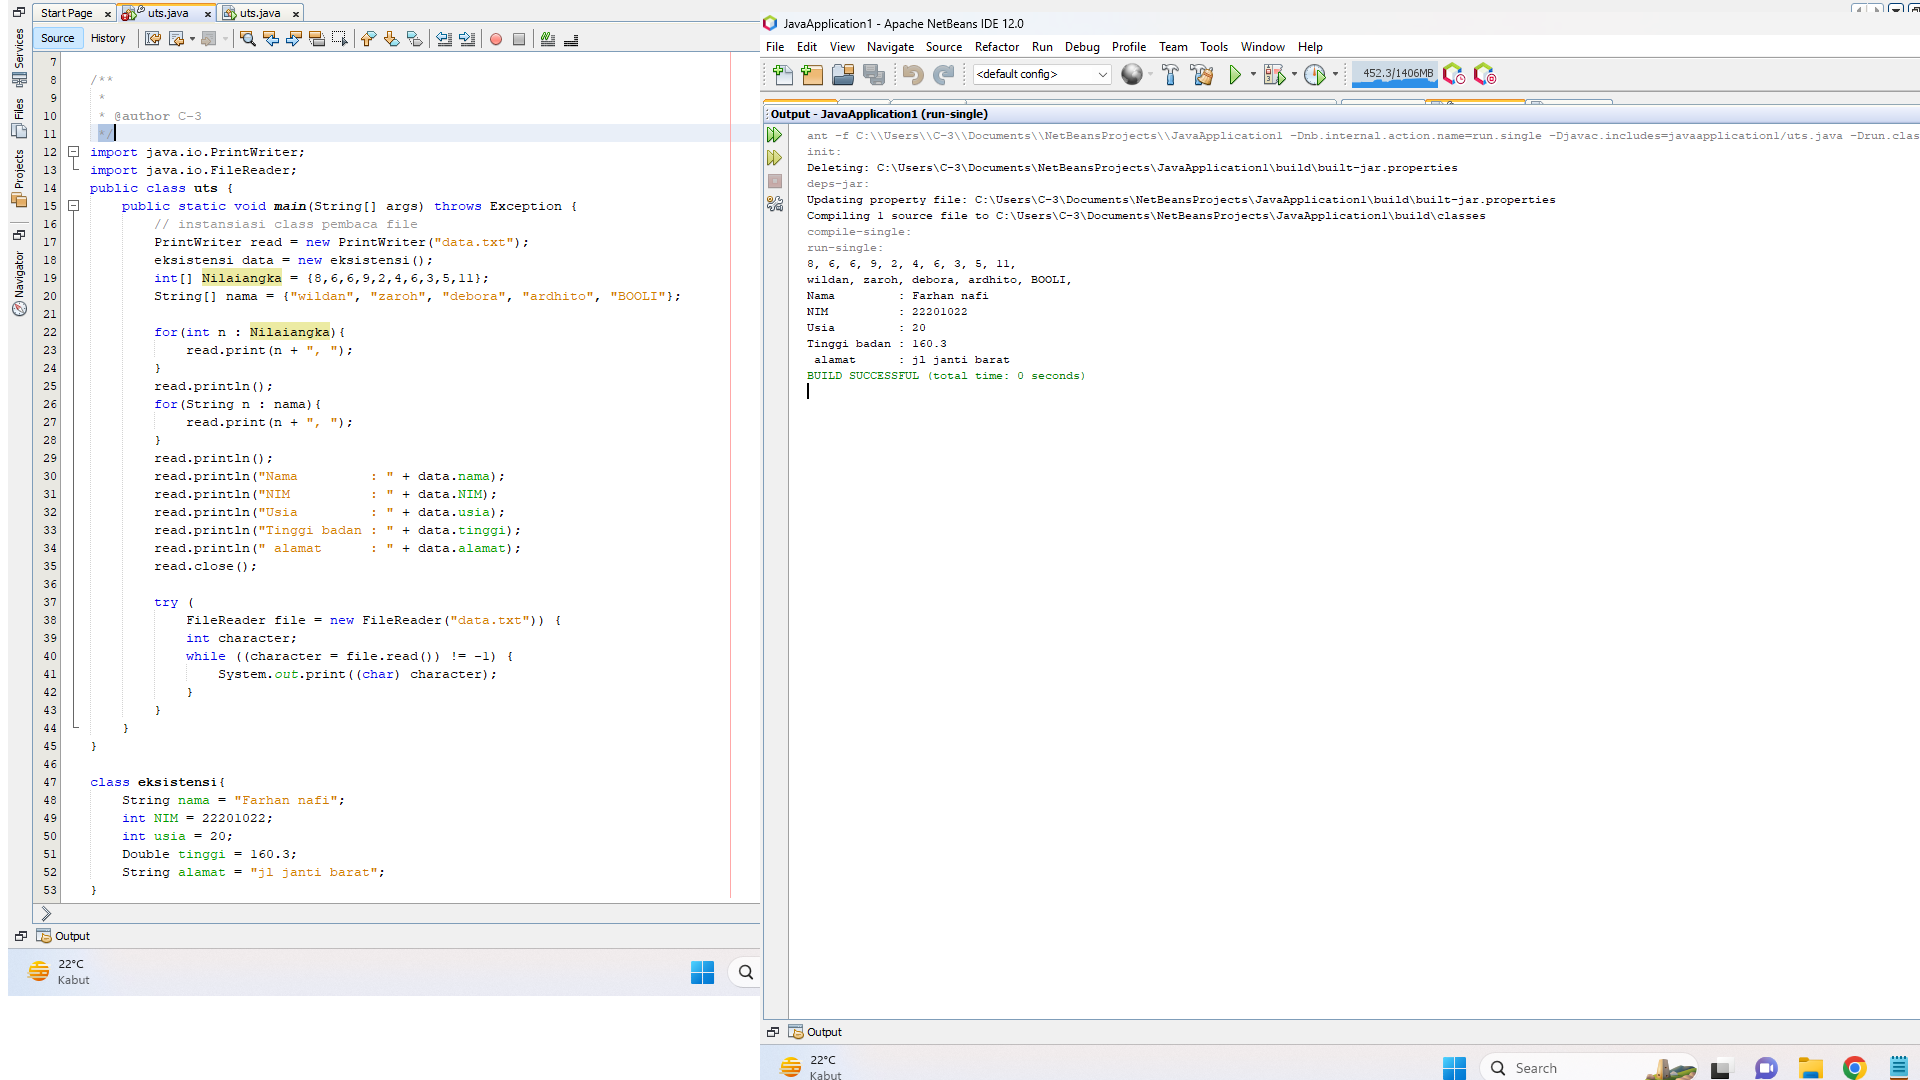 Start Page
uts.java
uts.java
Source History
Services
Files
Projects
Navigator
7
8 /**
9 *
10 * @author C-3
11 */
12 import java.io.PrintWriter;
13 import java.io.FileReader;
14 public class uts {
15 public static void main(String[] args) throws Exception {
16 // instansiasi class pembaca file
17 PrintWriter read = new PrintWriter("data.txt");
18 eksistensi data = new eksistensi();
19 int[] Nilaiangka = {8,6,6,9,2,4,6,3,5,11};
20 String[] nama = {"wildan", "zaroh", "debora", "ardhito", "BOOLI"};
21
22 for(int n : Nilaiangka){
23 read.print(n + ", ");
24 }
25 read.println();
26 for(String n : nama){
27 read.print(n + ", ");
28 }
29 read.println();
30 read.println("Nama         : " + data.nama);
31 read.println("NIM          : " + data.NIM);
32 read.println("Usia         : " + data.usia);
33 read.println("Tinggi badan : " + data.tinggi);
34 read.println(" alamat      : " + data.alamat);
35 read.close();
36
37 try (
38 FileReader file = new FileReader("data.txt")) {
39 int character;
40 while ((character = file.read()) != -1) {
41 System.out.print((char) character);
42 }
43 }
44 }
45 }
46
47 class eksistensi{
48 String nama = "Farhan nafi";
49 int NIM = 22201022;
50 int usia = 20;
51 Double tinggi = 160.3;
52 String alamat = "jl janti barat";
53 }
Output
22°C
Kabut
JavaApplication1 - Apache NetBeans IDE 12.0
File Edit View Navigate Source Refactor Run Debug Profile Team Tools Window Help
<default config>
452.3/1406MB
Output - JavaApplication1 (run-single)
ant -f C:\\Users\\C-3\\Documents\\NetBeansProjects\\JavaApplication1 -Dnb.internal.action.name=run.single -Djavac.includes=javaapplication1/uts.java -Drun.clas
init:
Deleting: C:\Users\C-3\Documents\NetBeansProjects\JavaApplication1\build\built-jar.properties
deps-jar:
Updating property file: C:\Users\C-3\Documents\NetBeansProjects\JavaApplication1\build\built-jar.properties
Compiling 1 source file to C:\Users\C-3\Documents\NetBeansProjects\JavaApplication1\build\classes
compile-single:
run-single:
8, 6, 6, 9, 2, 4, 6, 3, 5, 11,
wildan, zaroh, debora, ardhito, BOOLI,
Nama         : Farhan nafi
NIM          : 22201022
Usia         : 20
Tinggi badan : 160.3
alamat      : jl janti barat
BUILD SUCCESSFUL (total time: 0 seconds)
Output
22°C
Kabut
Search